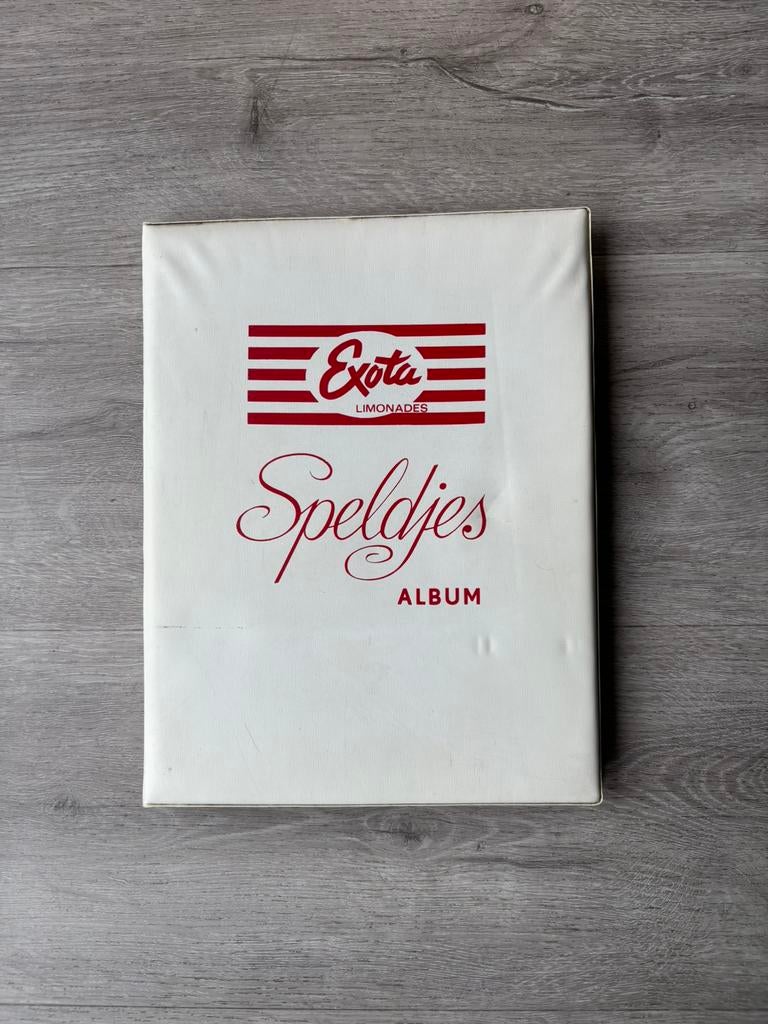 Exota
LIMONADES
Speldjes
ALBUM